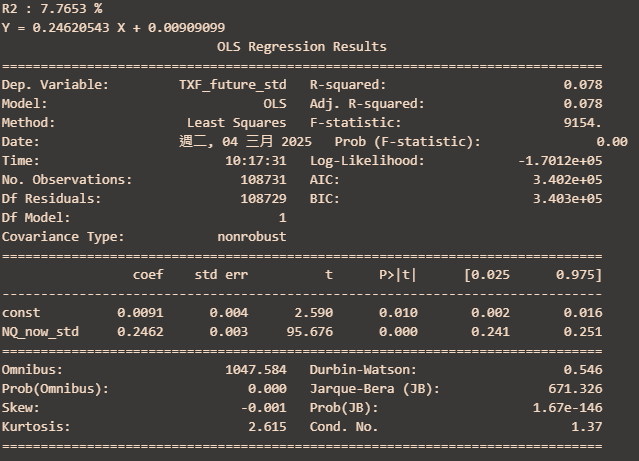 R2 : 7.7653 %
Y = 0.24620543 X + 0.00909099
OLS Regression Results
==============================================================================
Dep. Variable: TXF_future_std R-squared: 0.078
Model: OLS Adj. R-squared: 0.078
Method: Least Squares F-statistic: 9154.
Date: 週二, 04 三月 2025 Prob (F-statistic): 0.00
Time: 10:17:31 Log-Likelihood: -1.7012e+05
No. Observations: 108731 AIC: 3.402e+05
Df Residuals: 108729 BIC: 3.403e+05
Df Model: 1
Covariance Type: nonrobust
==============================================================================
coef std err t P>|t| [0.025 0.975]
------------------------------------------------------------------------------
const 0.0091 0.004 2.590 0.010 0.002 0.016
NQ_now_std 0.2462 0.003 95.676 0.000 0.241 0.251
==============================================================================
Omnibus: 1047.584 Durbin-Watson: 0.546
Prob(Omnibus): 0.000 Jarque-Bera (JB): 671.326
Skew: -0.001 Prob(JB): 1.67e-146
Kurtosis: 2.615 Cond. No. 1.37
==============================================================================